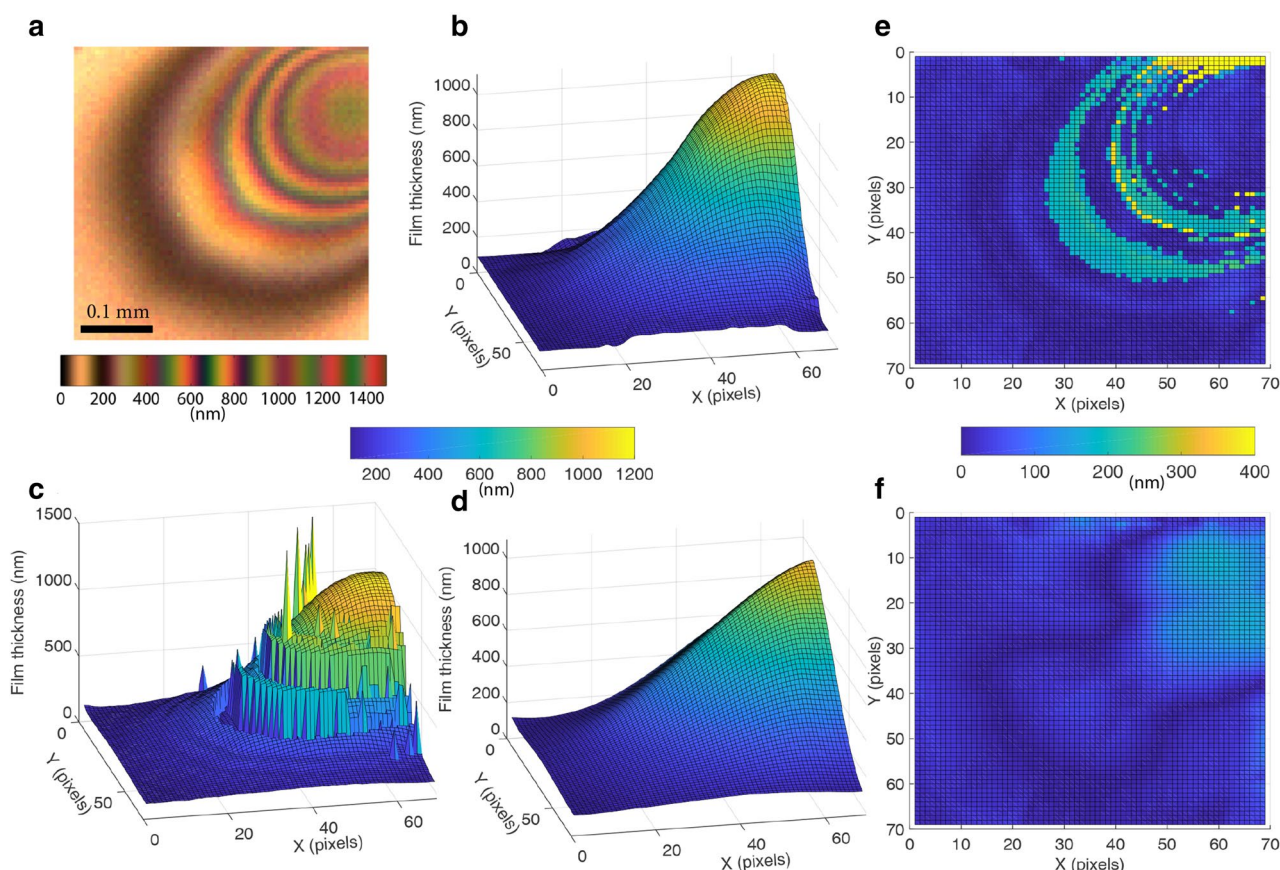 a
0.1 mm
0 200 400 600 800 1000 1200 1400
(nm)
b
Film thickness (nm)
1000
800
600
400
200
0
0
50
Y (pixels)
0 20 40 60
X (pixels)
e
0
10
20
30
40
50
60
70
Y (pixels)
0 10 20 30 40 50 60 70
X (pixels)
200 400 600 800 1000 1200
(nm)
0 100 200 300 400
(nm)
c
Film thickness (nm)
1500
1000
500
0
0
50
Y (pixels)
0 20 40 60
X (pixels)
d
Film thickness (nm)
1000
800
600
400
200
0
0
50
Y (pixels)
0 20 40 60
X (pixels)
f
0
10
20
30
40
50
60
70
Y (pixels)
0 10 20 30 40 50 60 70
X (pixels)